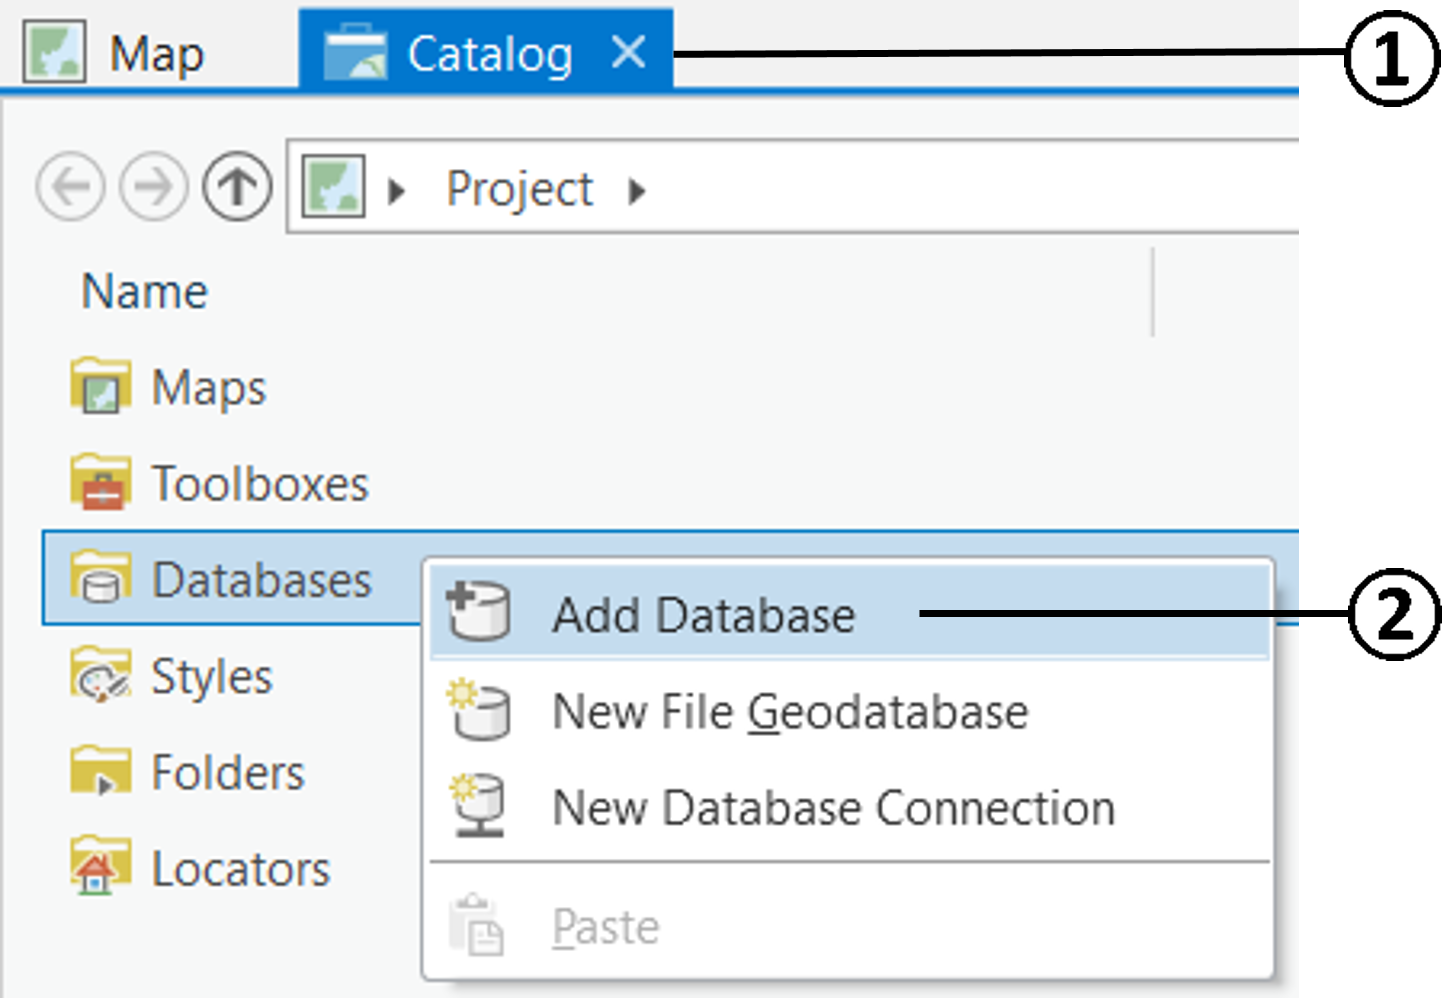 Map
Catalog
1
Project
Name
Maps
Toolboxes
Databases
Add Database
2
Styles
New File Geodatabase
Folders
New Database Connection
Locators
Paste